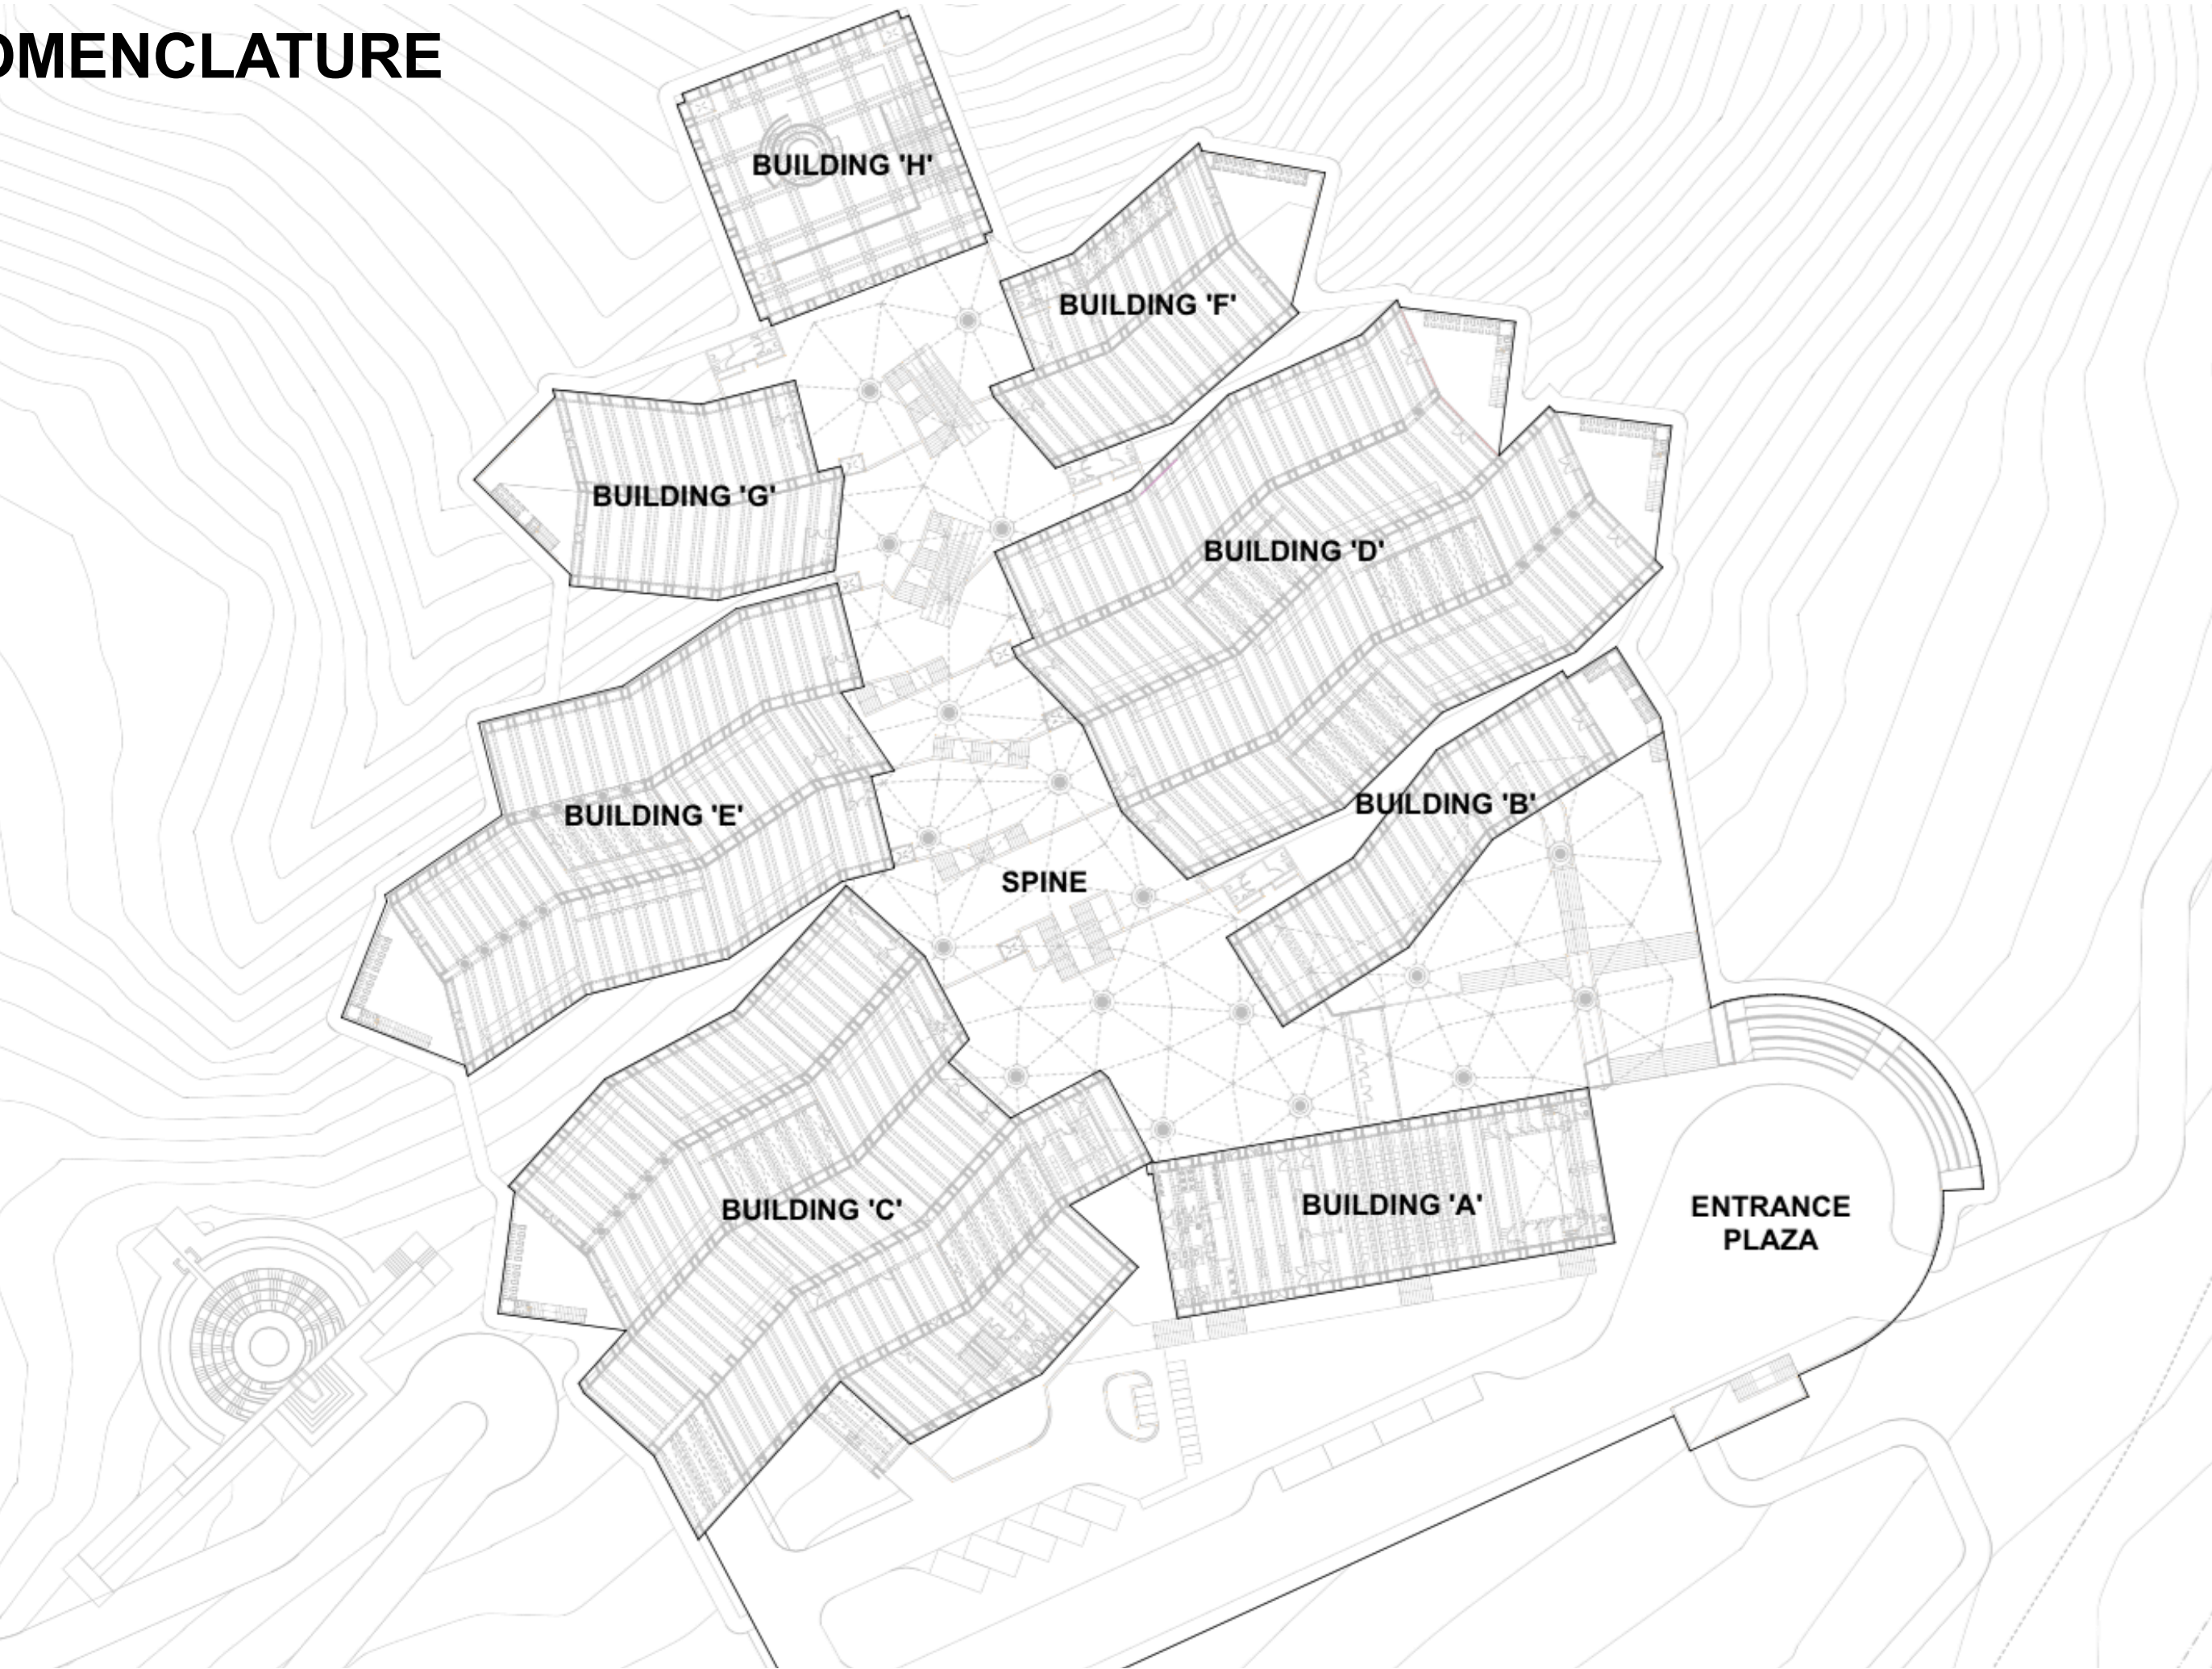 OMENCLATURE
BUILDING 'H'
BUILDING 'F'
BUILDING 'G'
BUILDING 'D'
BUILDING 'B'
BUILDING 'E'
SPINE
BUILDING 'C'
BUILDING 'A'
ENTRANCE
PLAZA